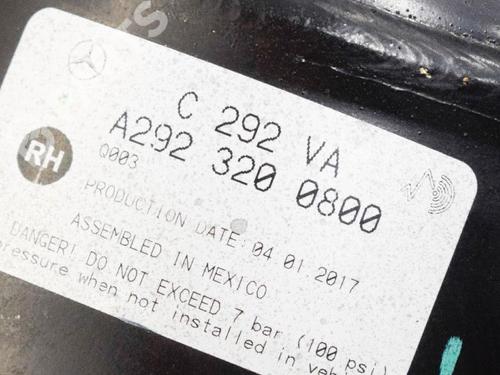 C 292 VA
A292 320 0800
RH
Q003
PRODUCTION DATE: 04 01 2017
ASSEMBLED IN MEXICO
DANGER! DO NOT EXCEED 7 bar (100 psi)
pressure when not installed in